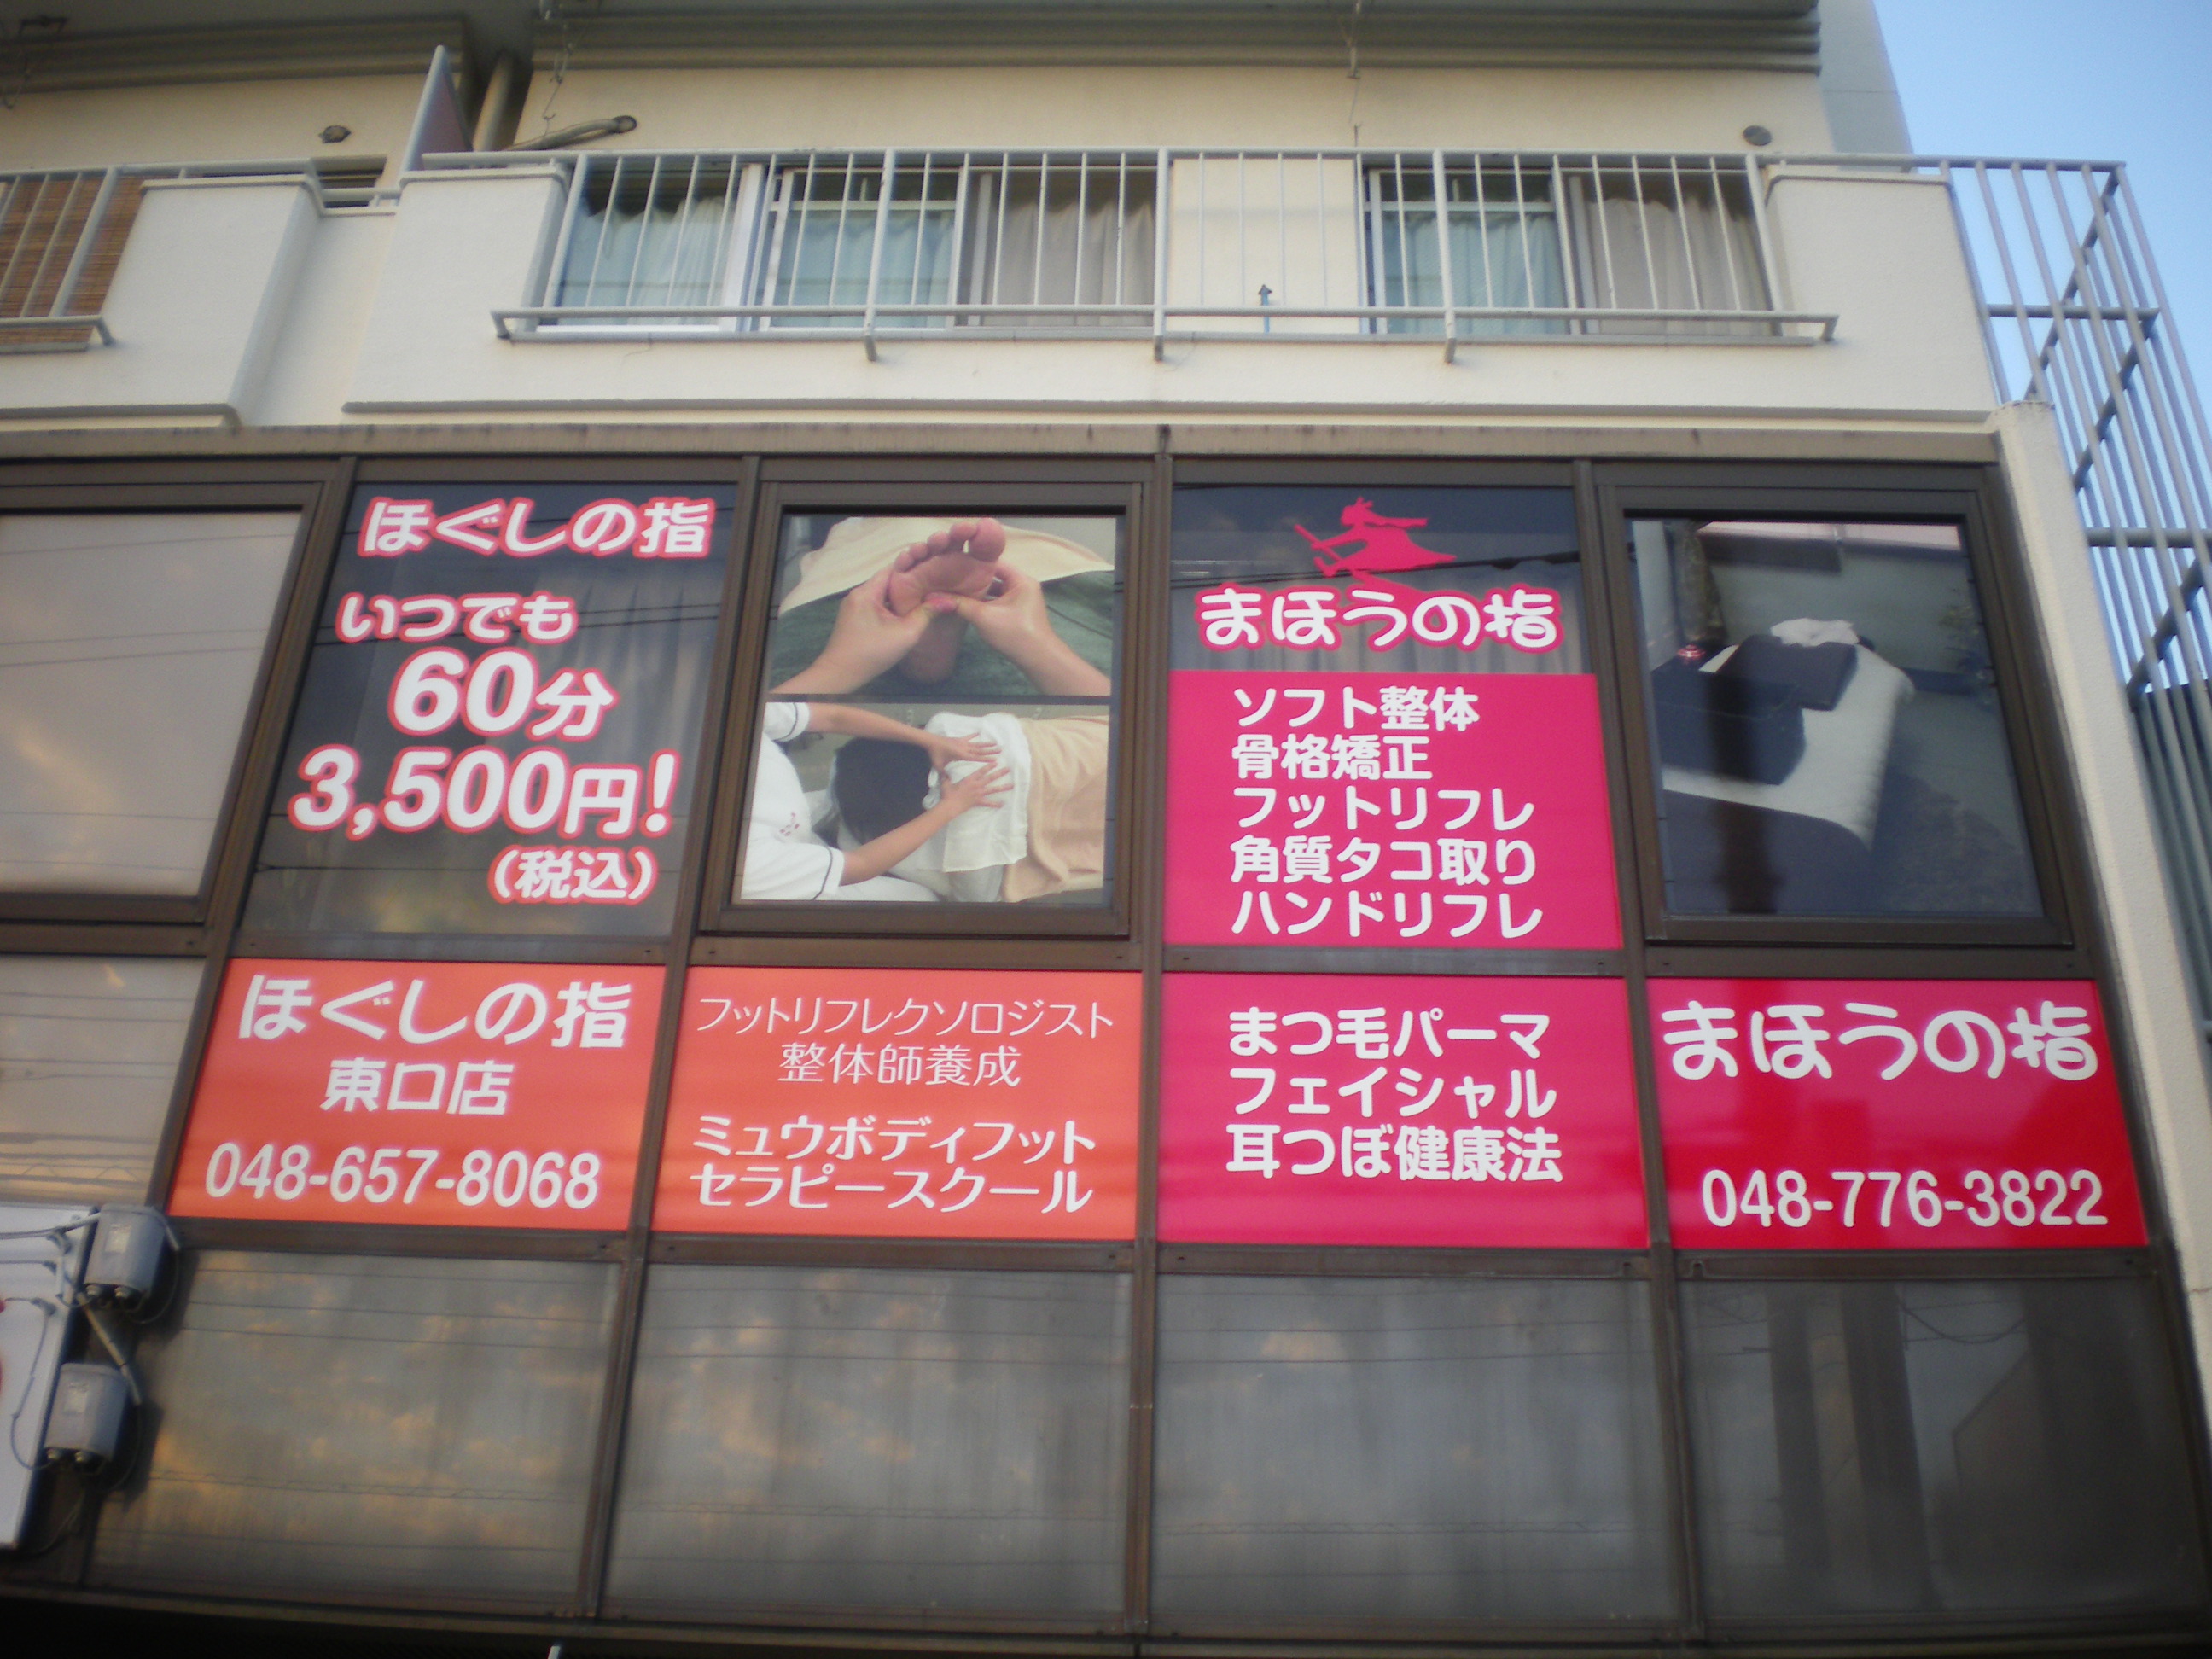 ほぐしの指
いつでも
60分
3,500円!
(税込)
まほうの指
ソフト整体
骨格矯正
フットリフレ
角質タコ取り
ハンドリフレ
ほぐしの指
東口店
048-657-8068
フットリフレクソロジスト
整体師養成
ミュウボディフット
セラピースクール
まつ毛パーマ
フェイシャル
耳つぼ健康法
まほうの指
048-776-3822